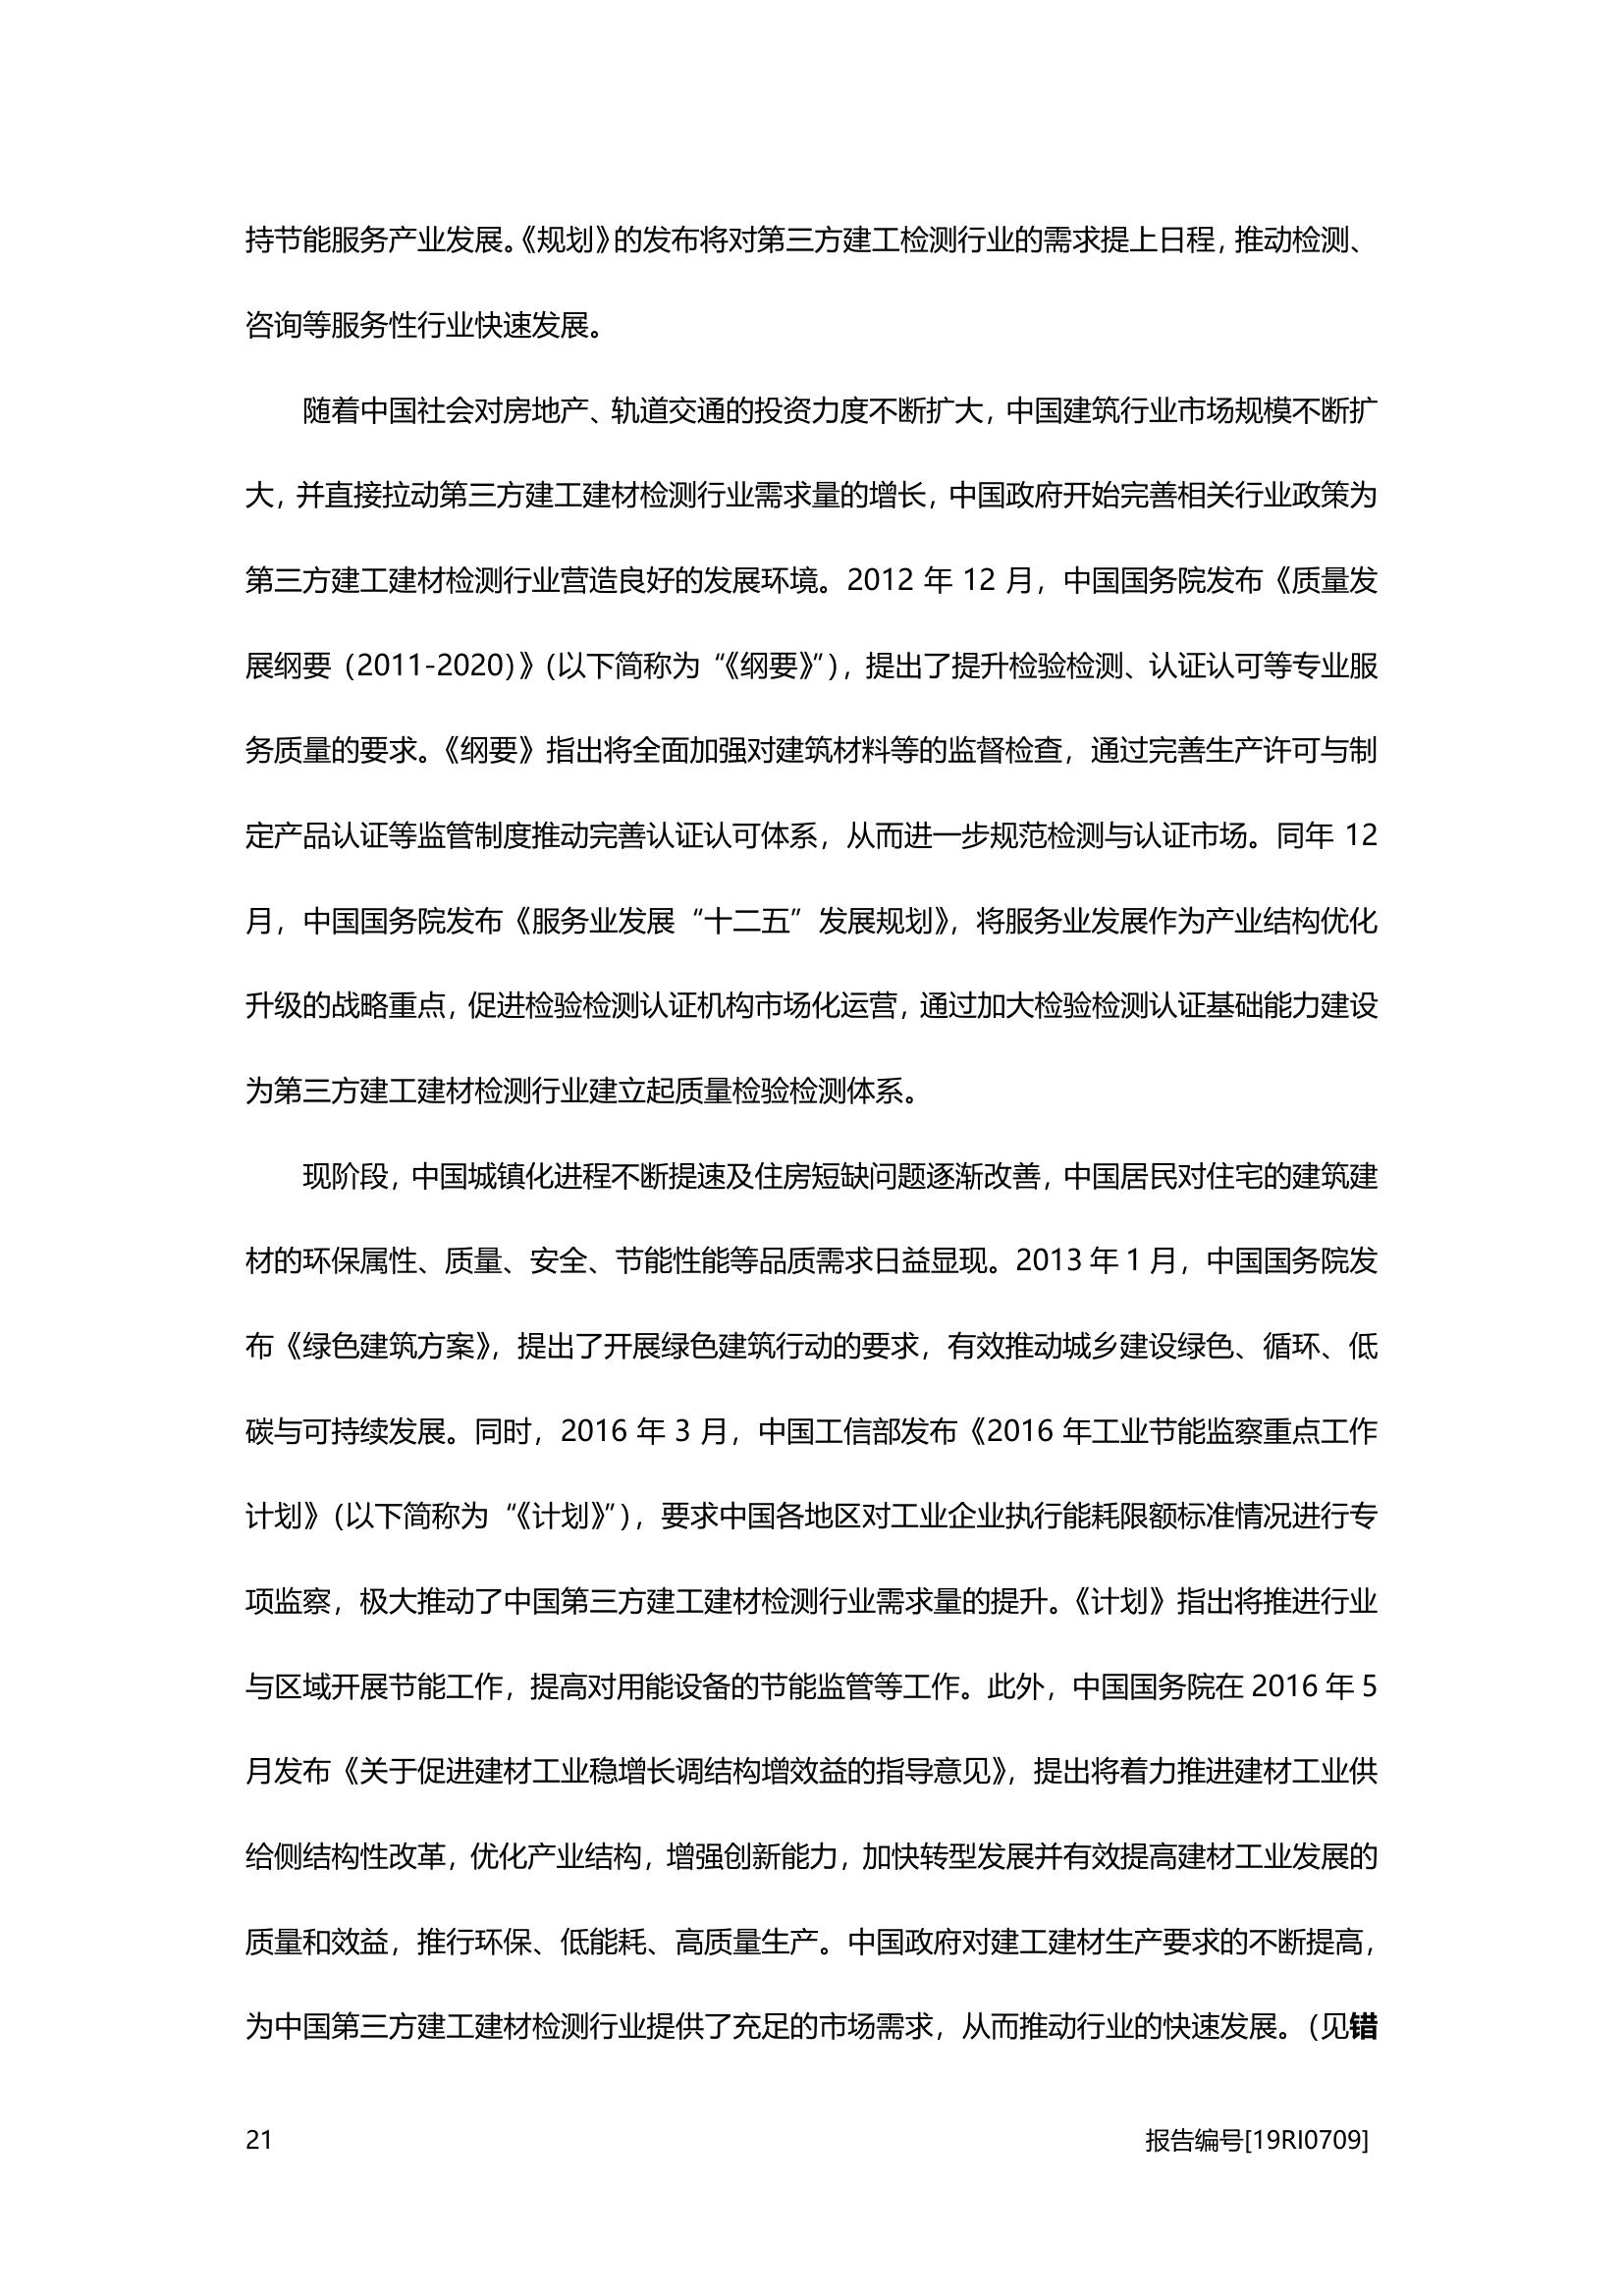 持节能服务产业发展。《规划》的发布将对第三方建工检测行业的需求提上日程，推动检测、
咨询等服务性行业快速发展。
随着中国社会对房地产、轨道交通的投资力度不断扩大，中国建筑行业市场规模不断扩
大，并直接拉动第三方建工建材检测行业需求量的增长，中国政府开始完善相关行业政策为
第三方建工建材检测行业营造良好的发展环境。2012 年 12 月，中国国务院发布《质量发
展纲要（2011-2020）》（以下简称为“《纲要》”），提出了提升检验检测、认证认可等专业服
务质量的要求。《纲要》指出将全面加强对建筑材料等的监督检查，通过完善生产许可与制
定产品认证等监管制度推动完善认证认可体系，从而进一步规范检测与认证市场。同年 12
月，中国国务院发布《服务业发展“十二五”发展规划》，将服务业发展作为产业结构优化
升级的战略重点，促进检验检测认证机构市场化运营，通过加大检验检测认证基础能力建设
为第三方建工建材检测行业建立起质量检验检测体系。
现阶段，中国城镇化进程不断提速及住房短缺问题逐渐改善，中国居民对住宅的建筑建
材的环保属性、质量、安全、节能性能等品质需求日益显现。2013 年 1 月，中国国务院发
布《绿色建筑方案》，提出了开展绿色建筑行动的要求，有效推动城乡建设绿色、循环、低
碳与可持续发展。同时，2016 年 3 月，中国工信部发布《2016 年工业节能监察重点工作
计划》（以下简称为“《计划》”），要求中国各地区对工业企业执行能耗限额标准情况进行专
项监察，极大推动了中国第三方建工建材检测行业需求量的提升。《计划》指出将推进行业
与区域开展节能工作，提高对用能设备的节能监管等工作。此外，中国国务院在 2016 年 5
月发布《关于促进建材工业稳增长调结构增效益的指导意见》，提出将着力推进建材工业供
给侧结构性改革，优化产业结构，增强创新能力，加快转型发展并有效提高建材工业发展的
质量和效益，推行环保、低能耗、高质量生产。中国政府对建工建材生产要求的不断提高，
为中国第三方建工建材检测行业提供了充足的市场需求，从而推动行业的快速发展。（见错
21 报告编号[19RI0709]